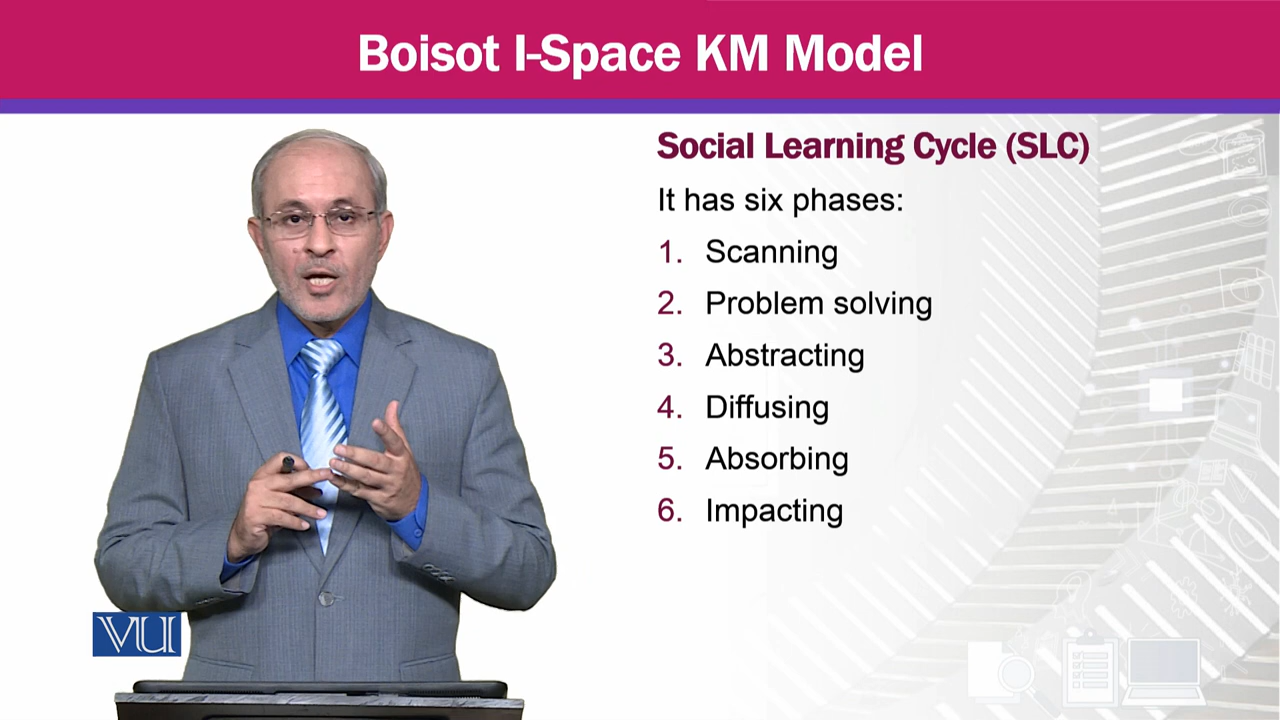 Boisot I-Space KM Model
Social Learning Cycle (SLC)
It has six phases:
1. Scanning
2. Problem solving
3. Abstracting
4. Diffusing
5. Absorbing
6. Impacting
VU